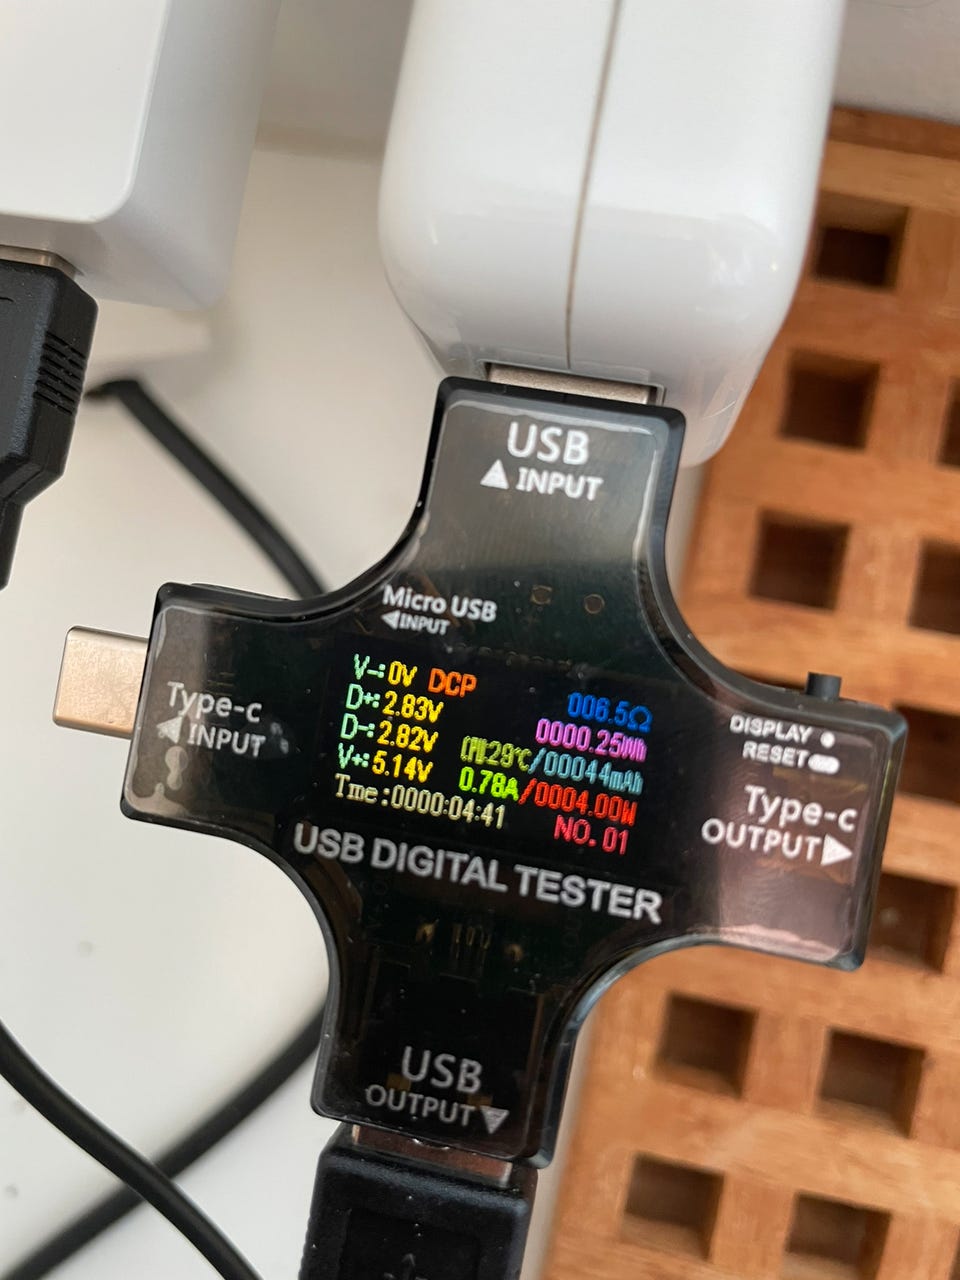 USB
INPUT
Micro USB
INPUT
V-:0V DCP
D+:2.83V
D-:2.82V
V+:5.14V
Tme:0000:04:41
006.5Ω
0000.25Wh
CPU:29℃/00044mAh
0.78A/0004.00W
NO.01
Type-c
INPUT
DISPLAY
RESET
Type-c
OUTPUT
USB DIGITAL TESTER
USB
OUTPUT